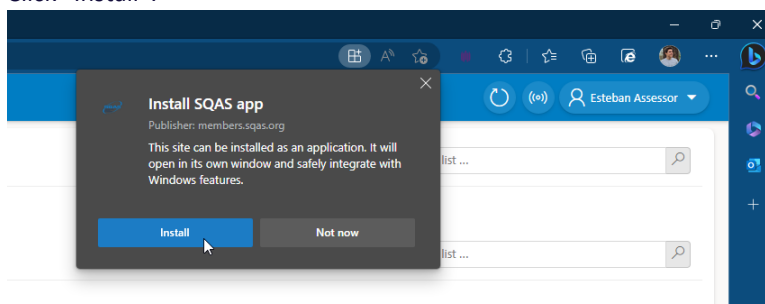 Click "Install".
Install SQAS app
Publisher: members.sqas.org
This site can be installed as an application. It will
open in its own window and safely integrate with
Windows features.
Install
Not now
Esteban Assessor
list ...
list ...